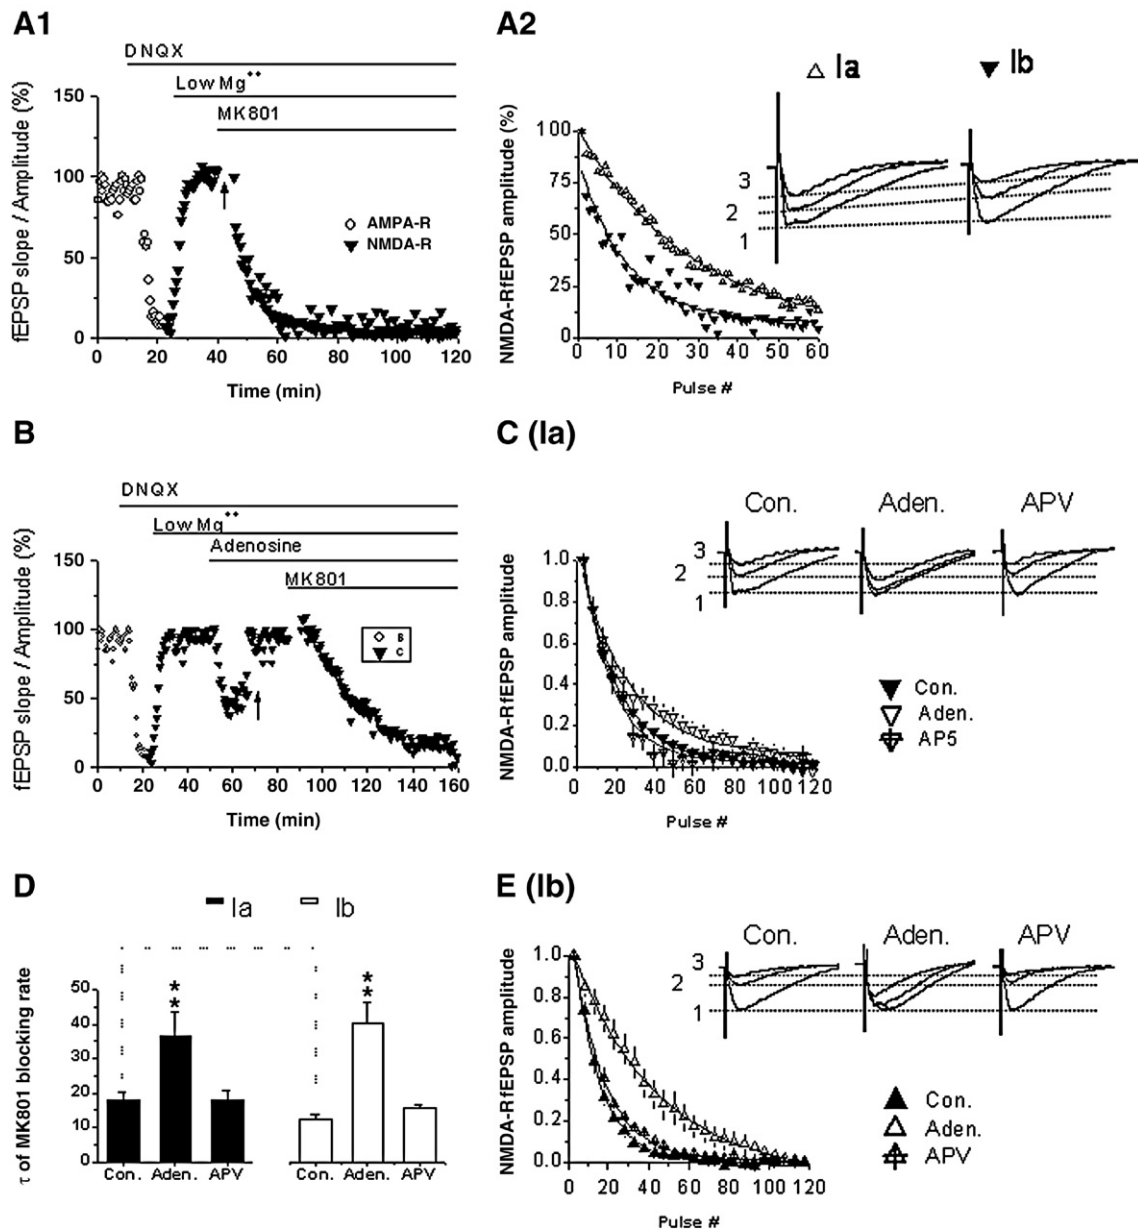 A1
DNQX
Low Mg++
MK801
fEPSP slope / Amplitude (%)
150
100
50
0
AMPA-R
NMDA-R
0 20 40 60 80 100 120
Time (min)
A2
Ia
Ib
NMDA-RfEPSP amplitude (%)
100
75
50
25
0
3
2
1
0 10 20 30 40 50 60
Pulse #
B
DNQX
Low Mg++
Adenosine
MK801
fEPSP slope / Amplitude (%)
150
100
50
0
B
C
0 20 40 60 80 100 120 140 160
Time (min)
C (Ia)
Con. Aden. APV
NMDA-RfEPSP amplitude
1.0
0.8
0.6
0.4
0.2
0.0
3
2
1
Con.
Aden.
AP5
0 20 40 60 80 100 120
Pulse #
D
Ia
Ib
τ of MK801 blocking rate
50
40
30
20
10
0
**
**
Con. Aden. APV
Con. Aden. APV
E (Ib)
Con. Aden. APV
NMDA-RfEPSP amplitude
1.0
0.8
0.6
0.4
0.2
0.0
3
2
1
Con.
Aden.
APV
0 20 40 60 80 100 120
Pulse #